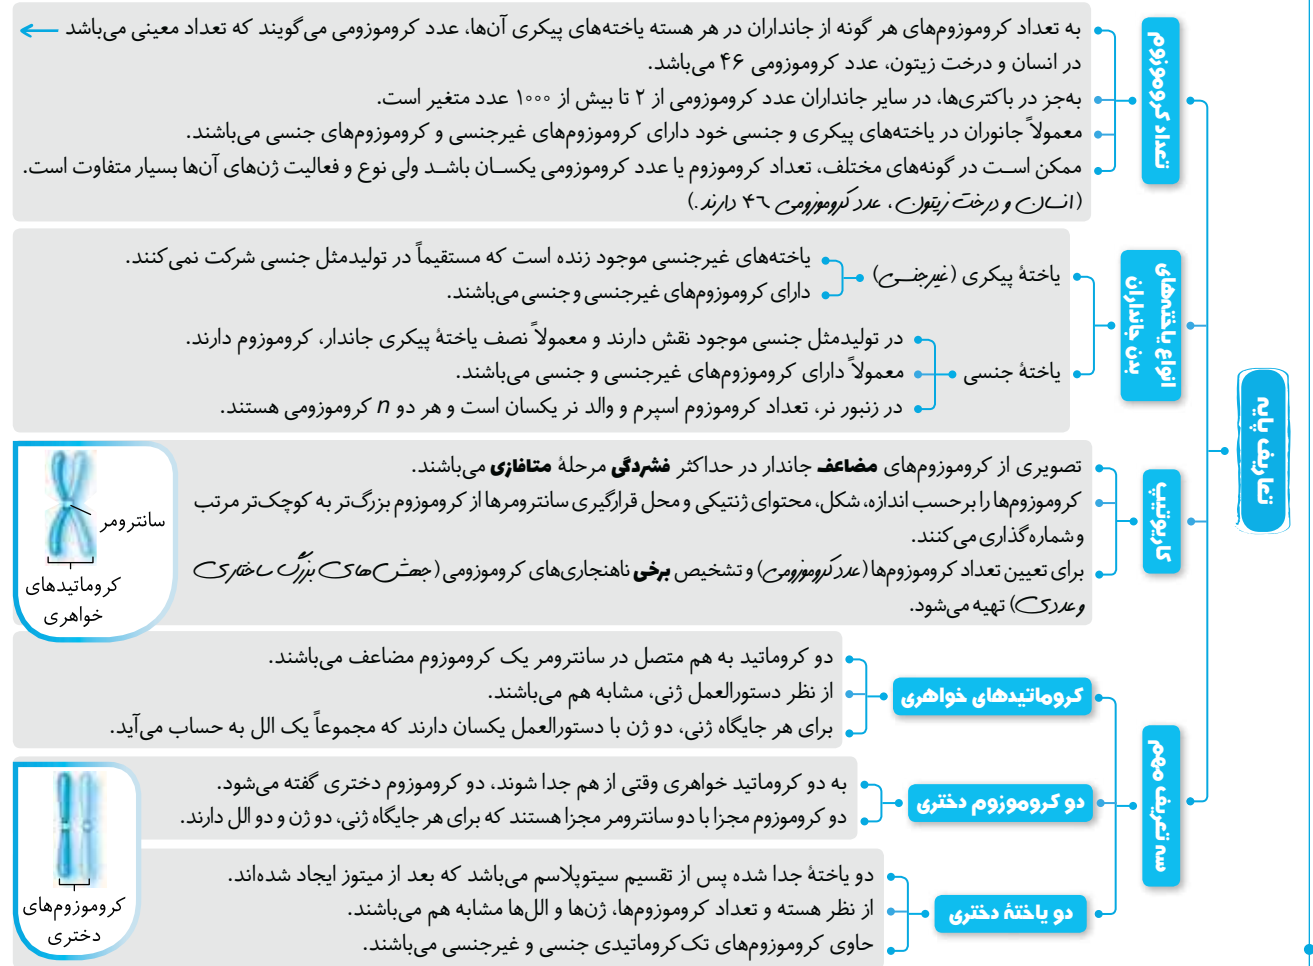 تعاریف پایه
تعداد کروموزوم
به تعداد کروموزوم‌های هر گونه از جانداران در هر هسته یاخته‌های پیکری آن‌ها، عدد کروموزومی می‌گویند که تعداد معینی می‌باشد ←
در انسان و درخت زیتون، عدد کروموزومی ۴۶ می‌باشد.
به‌جز در باکتری‌ها، در سایر جانداران عدد کروموزومی از ۲ تا بیش از ۱۰۰۰ عدد متغیر است.
معمولاً جانوران در یاخته‌های پیکری و جنسی خود دارای کروموزوم‌های غیرجنسی و کروموزوم‌های جنسی می‌باشند.
ممکن است در گونه‌های مختلف، تعداد کروموزوم یا عدد کروموزومی یکسان باشد ولی نوع و فعالیت ژن‌های آن‌ها بسیار متفاوت است.
(انسان و درخت زیتون، عدد کروموزومی ۴۶ دارند.)
انواع یاخته‌های
بدن جانداران
یاختهٔ پیکری (غیرجنسی)
یاخته‌های غیرجنسی موجود زنده است که مستقیماً در تولیدمثل جنسی شرکت نمی‌کنند.
دارای کروموزوم‌های غیرجنسی و جنسی می‌باشند.
یاختهٔ جنسی
در تولیدمثل جنسی موجود نقش دارند و معمولاً نصف یاختهٔ پیکری جاندار، کروموزوم دارند.
معمولاً دارای کروموزوم‌های غیرجنسی و جنسی می‌باشند.
در زنبور نر، تعداد کروموزوم اسپرم و والد نر یکسان است و هر دو n کروموزومی هستند.
کاریوتیپ
تصویری از کروموزوم‌های مضاعف جاندار در حداکثر فشردگی مرحلهٔ متافازی می‌باشند.
کروموزوم‌ها را برحسب اندازه، شکل، محتوای ژنتیکی و محل قرارگیری سانترومرها از کروموزوم بزرگ‌تر به کوچک‌تر مرتب
و شماره‌گذاری می‌کنند.
برای تعیین تعداد کروموزوم‌ها (عدد کروموزومی) و تشخیص برخی ناهنجاری‌های کروموزومی (جهش‌های بزرگ ساختاری
و عددی) تهیه می‌شود.
سانترومر
کروماتیدهای
خواهری
سه تعریف مهم
کروماتیدهای خواهری
دو کروماتید به هم متصل در سانترومر یک کروموزوم مضاعف می‌باشند.
از نظر دستورالعمل ژنی، مشابه هم می‌باشند.
برای هر جایگاه ژنی، دو ژن با دستورالعمل یکسان دارند که مجموعاً یک الل به حساب می‌آید.
دو کروموزوم دختری
به دو کروماتید خواهری وقتی از هم جدا شوند، دو کروموزوم دختری گفته می‌شود.
دو کروموزوم مجزا با دو سانترومر مجزا هستند که برای هر جایگاه ژنی، دو ژن و دو الل دارند.
دو یاختهٔ دختری
دو یاختهٔ جدا شده پس از تقسیم سیتوپلاسم می‌باشد که بعد از میتوز ایجاد شده‌اند.
از نظر هسته و تعداد کروموزوم‌ها، ژن‌ها و الل‌ها مشابه هم می‌باشند.
حاوی کروموزوم‌های تک‌کروماتیدی جنسی و غیرجنسی می‌باشند.
کروموزوم‌های
دختری